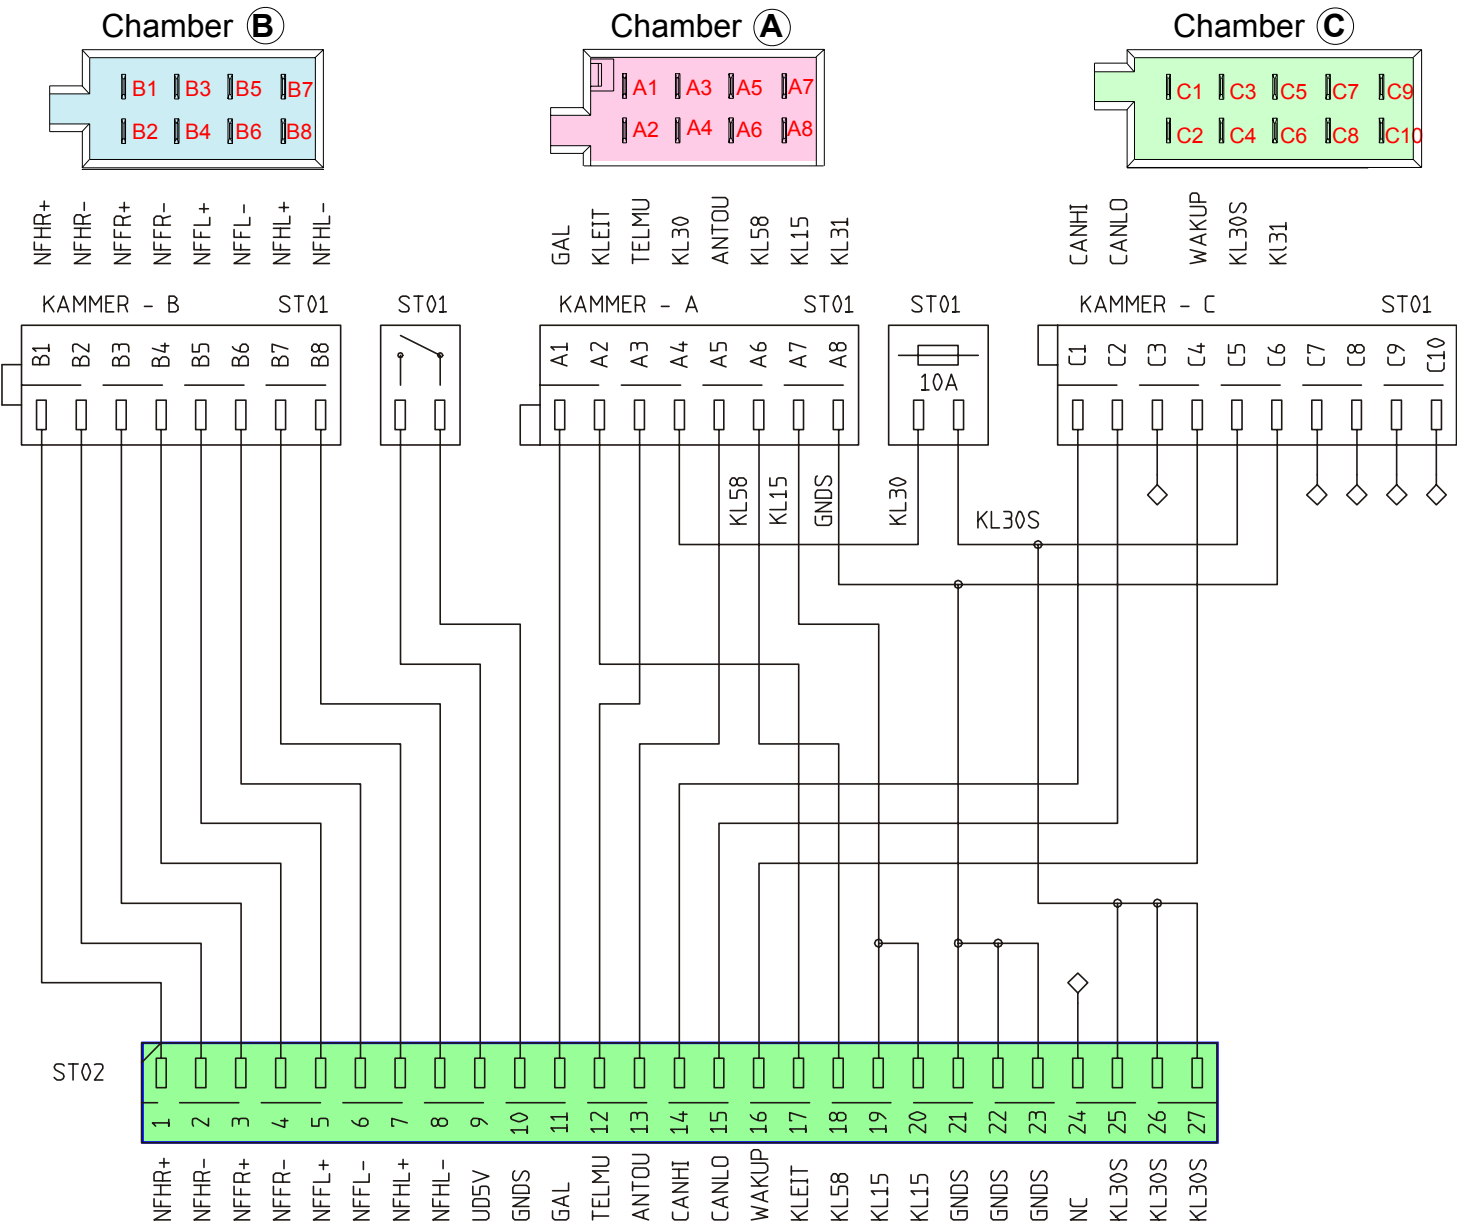 Chamber B
Chamber A
Chamber C
B1 B3 B5 B7
B2 B4 B6 B8
A1 A3 A5 A7
A2 A4 A6 A8
C1 C3 C5 C7 C9
C2 C4 C6 C8 C10
NFHR+ NFHR- NFFR+ NFFR- NFFL+ NFFL- NFHL+ NFHL-
GAL KLEIT TELMU KL30 ANTOU KL58 KL15 KL31
CANHI CANLO WAKUP KL30S Kl31
KAMMER - B ST01
ST01
KAMMER - A ST01
ST01
KAMMER - C ST01
B1 B2 B3 B4 B5 B6 B7 B8
A1 A2 A3 A4 A5 A6 A7 A8
10A
C1 C2 C3 C4 C5 C6 C7 C8 C9 C10
KL58 KL15 GNDS KL30
KL30S
ST02
1 2 3 4 5 6 7 8 9 10 11 12 13 14 15 16 17 18 19 20 21 22 23 24 25 26 27
NFHR+ NFHR- NFFR+ NFFR- NFFL+ NFFL- NFHL+ NFHL- UD5V GNDS GAL TELMU ANTOU CANHI CANLO WAKUP KLEIT KL58 KL15 KL15 GNDS GNDS GNDS NC KL30S KL30S KL30S